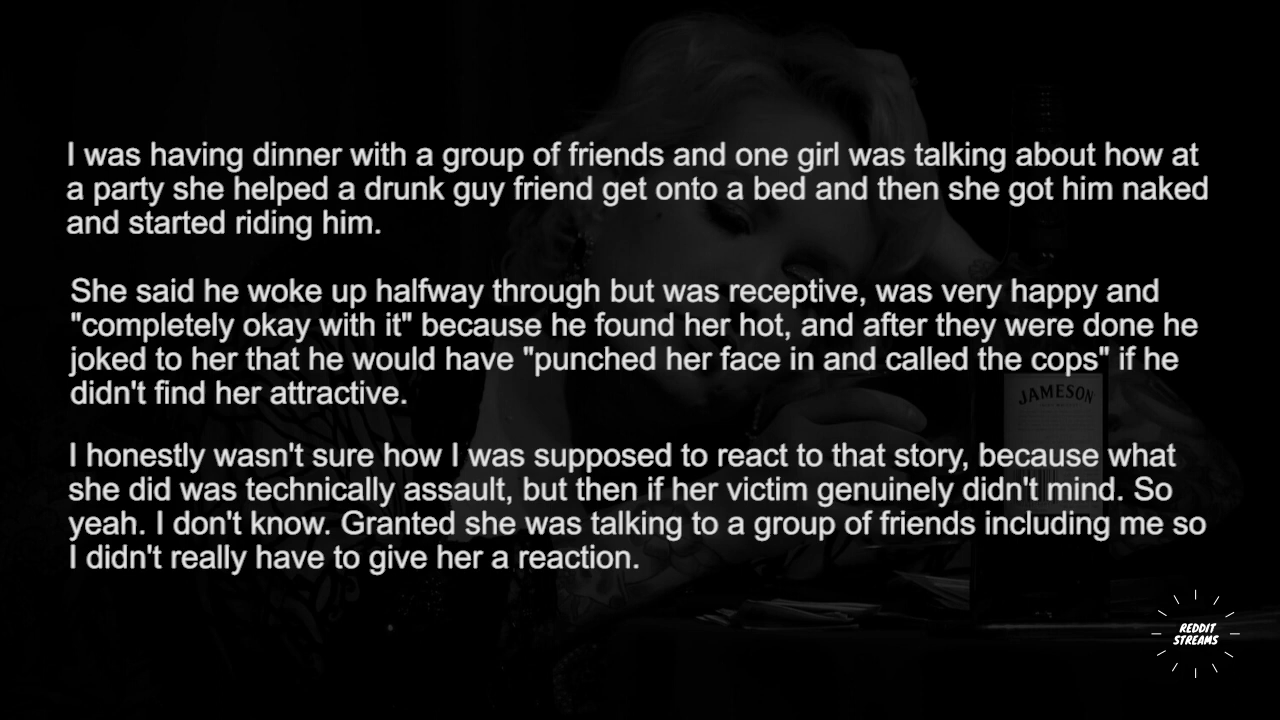 I was having dinner with a group of friends and one girl was talking about how at
a party she helped a drunk guy friend get onto a bed and then she got him naked
and started riding him.
She said he woke up halfway through but was receptive, was very happy and
"completely okay with it" because he found her hot, and after they were done he
joked to her that he would have "punched her face in and called the cops" if he
didn't find her attractive.
I honestly wasn't sure how I was supposed to react to that story, because what
she did was technically assault, but then if her victim genuinely didn't mind. So
yeah. I don't know. Granted she was talking to a group of friends including me so
I didn't really have to give her a reaction.
JAMESON
REDDIT
STREAMS